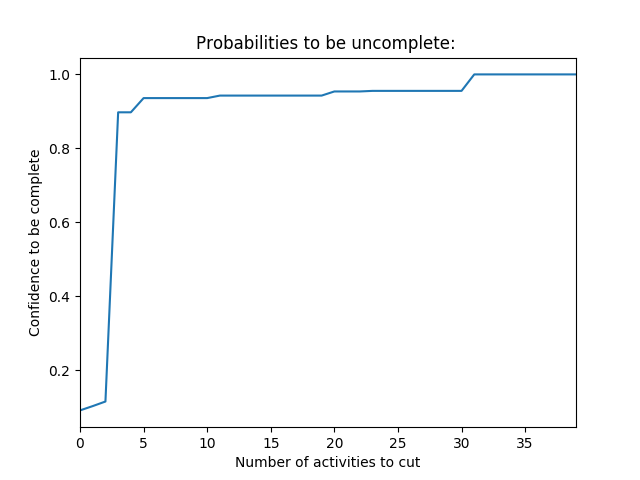 Probabilities to be uncomplete:
1.0
0.8
0.6
0.4
0.2
Confidence to be complete
0 5 10 15 20 25 30 35
Number of activities to cut